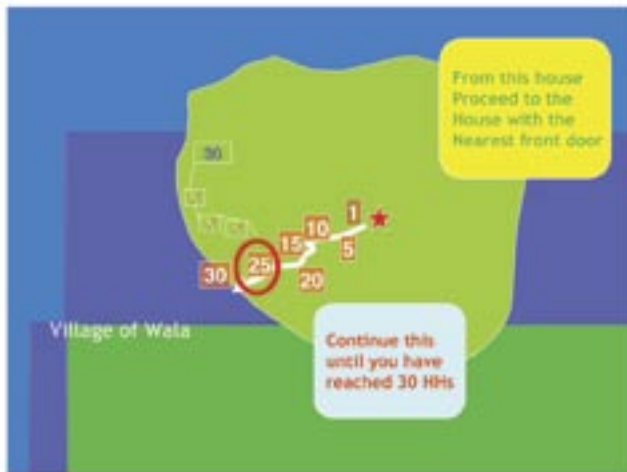 From this house
Proceed to the
House with the
Nearest front door
30
1
10
5
15
25
20
30
Village of Wala
Continue this
until you have
reached 30 HHs